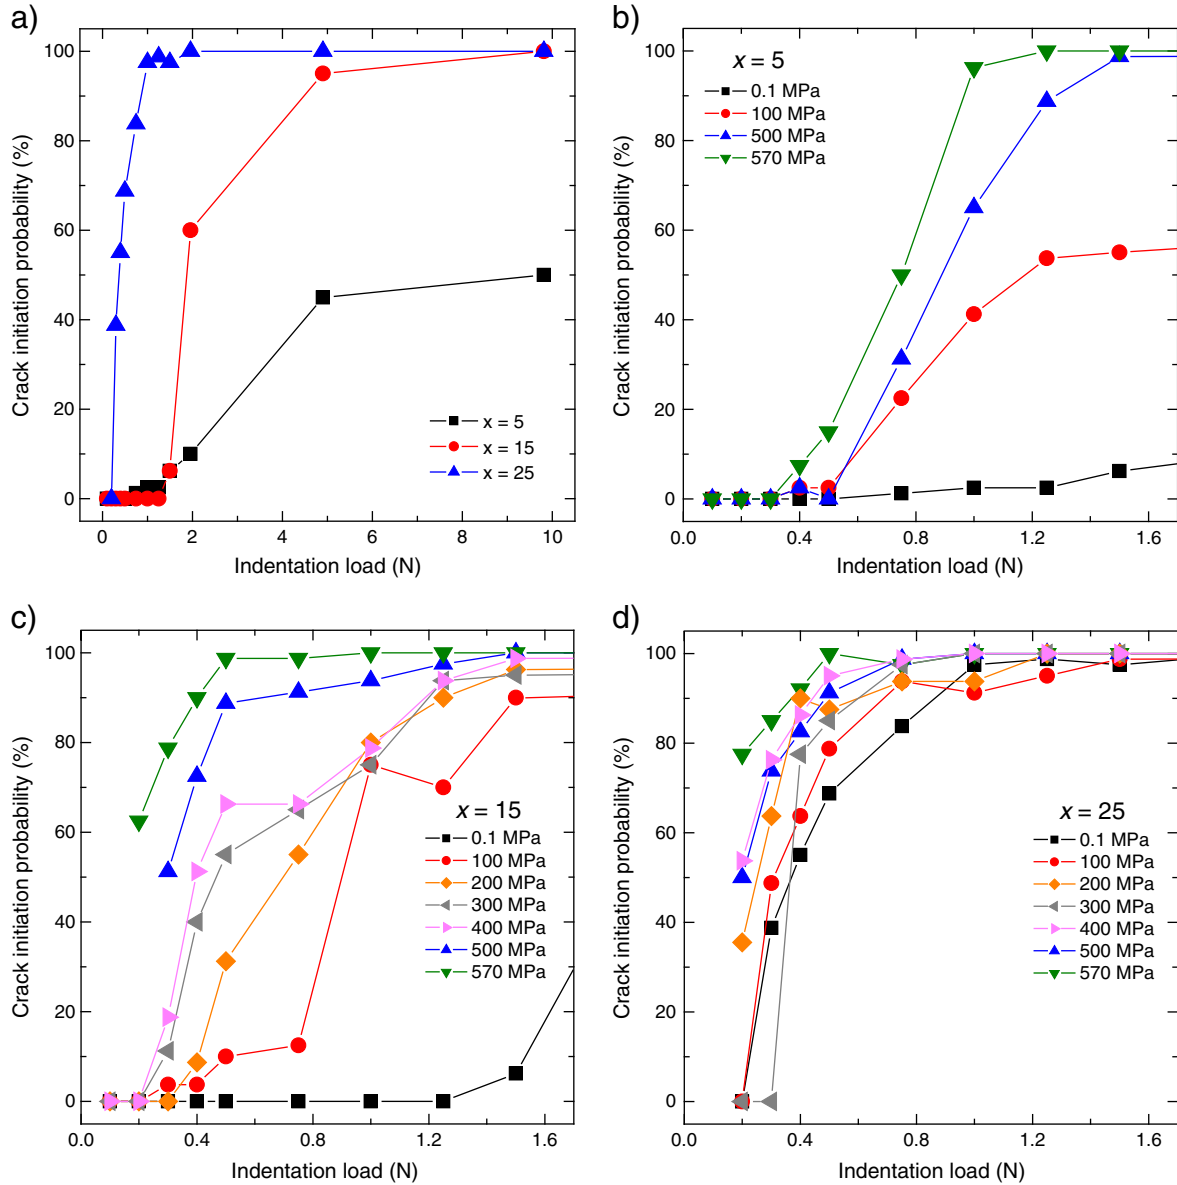 a)
100
80
60
40
20
0
0
2
4
6
8
10
Crack initiation probability (%)
Indentation load (N)
x = 5
x = 15
x = 25
b)
100
80
60
40
20
0
0.0
0.4
0.8
1.2
1.6
Crack initiation probability (%)
Indentation load (N)
x = 5
0.1 MPa
100 MPa
500 MPa
570 MPa
c)
100
80
60
40
20
0
0.0
0.4
0.8
1.2
1.6
Crack initiation probability (%)
Indentation load (N)
x = 15
0.1 MPa
100 MPa
200 MPa
300 MPa
400 MPa
500 MPa
570 MPa
d)
100
80
60
40
20
0
0.0
0.4
0.8
1.2
1.6
Crack initiation probability (%)
Indentation load (N)
x = 25
0.1 MPa
100 MPa
200 MPa
300 MPa
400 MPa
500 MPa
570 MPa